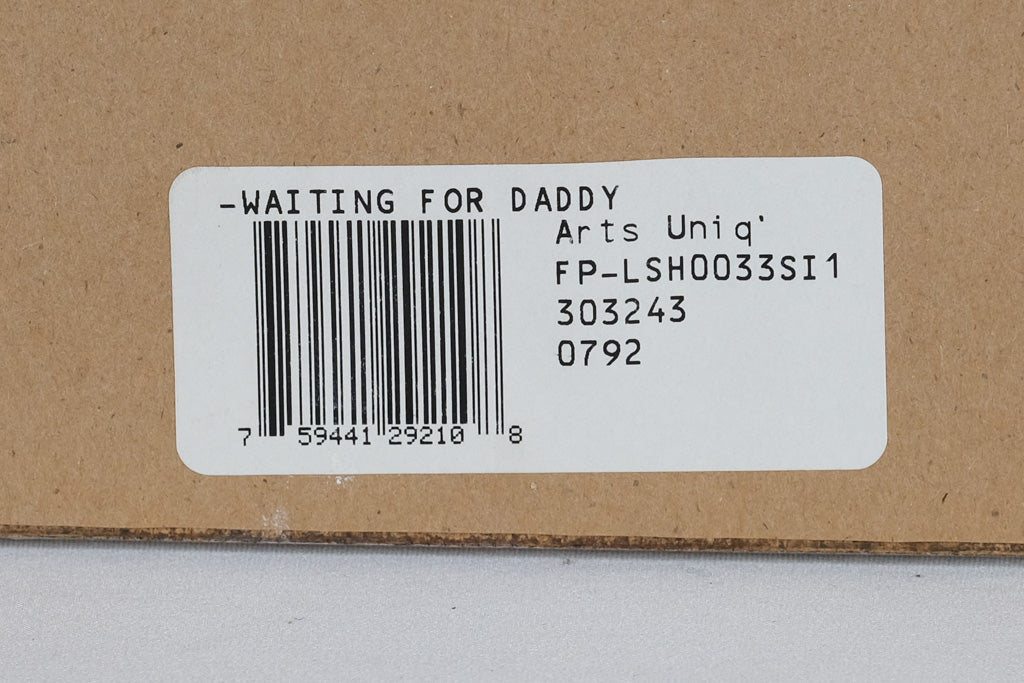 -WAITING FOR DADDY
Arts Uniq'
FP-LSH0033SI1
303243
0792
7 59441 29210 8